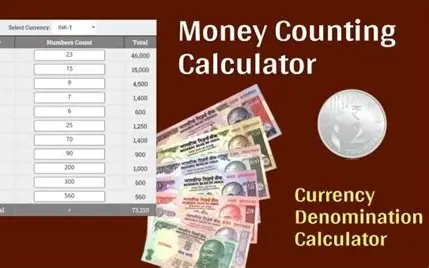 Select Currency: INR-₹
Numbers Count Total
23 46,000
15 15,000
9 4,500
7 1,400
6 600
25 1,250
70 1,400
90 900
200 1,000
300 600
560 560
73,210
Money Counting
Calculator
Currency
Denomination
Calculator